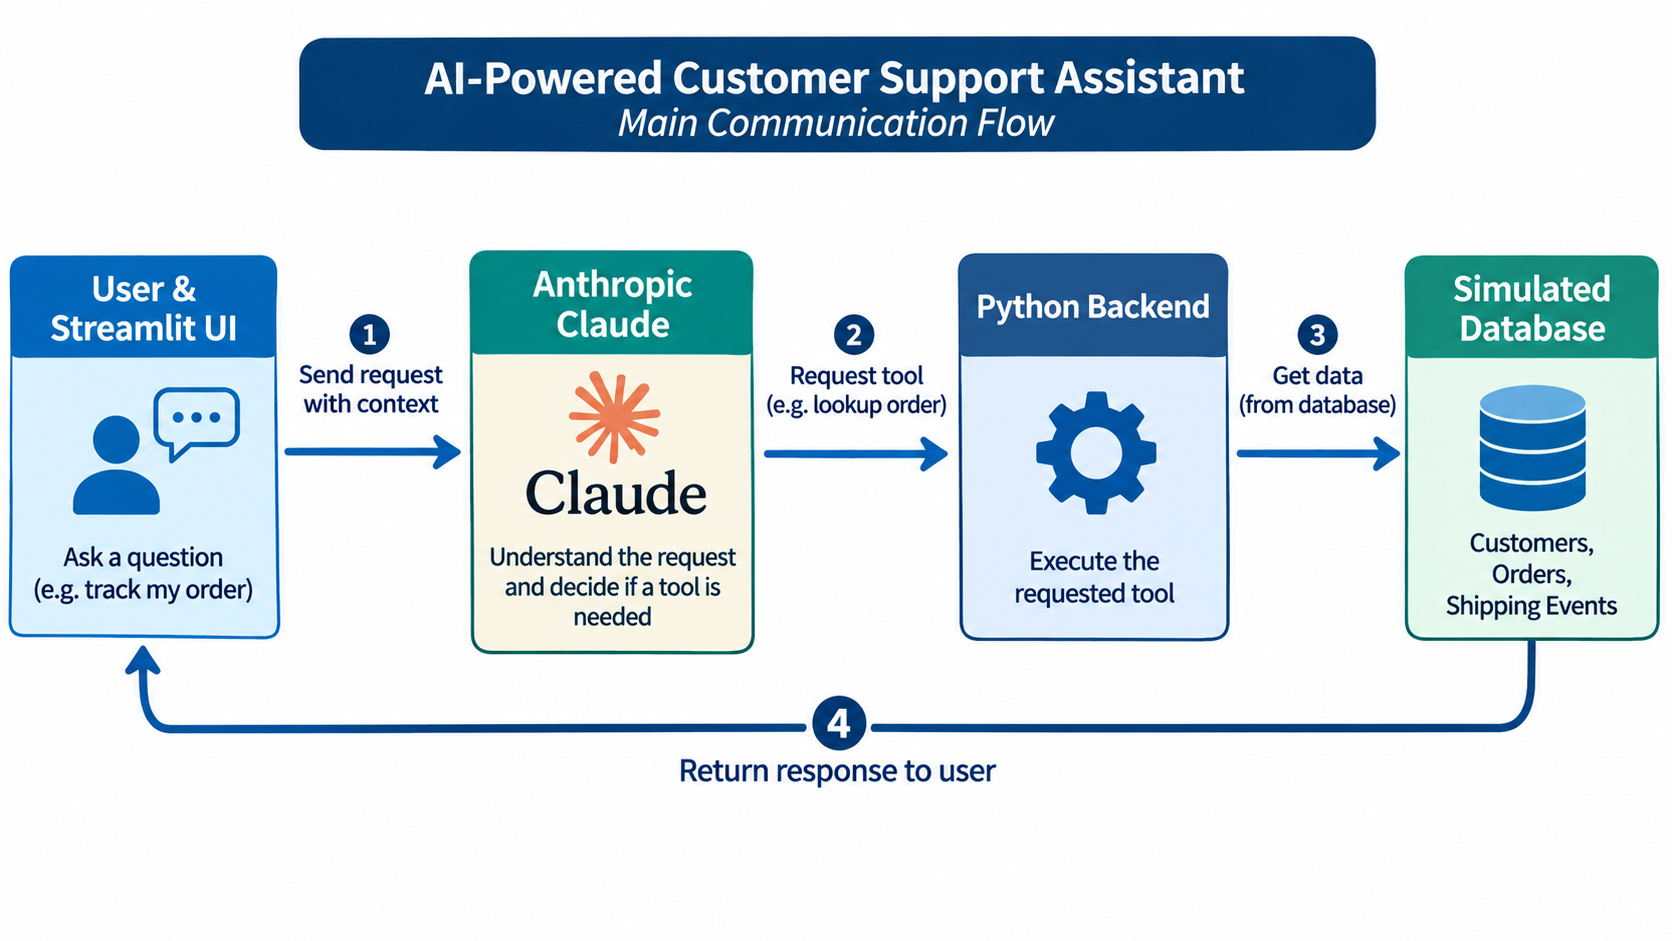 AI-Powered Customer Support Assistant
Main Communication Flow
User &
Streamlit UI
Ask a question
(e.g. track my order)
1
Send request
with context
Anthropic
Claude
Claude
Understand the request
and decide if a tool is
needed
2
Request tool
(e.g. lookup order)
Python Backend
Execute the
requested tool
3
Get data
(from database)
Simulated
Database
Customers,
Orders,
Shipping Events
4
Return response to user